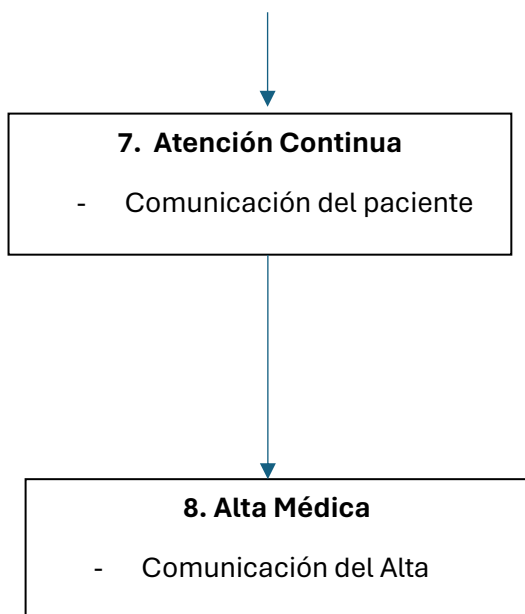 7. Atención Continua
- Comunicación del paciente
8. Alta Médica
- Comunicación del Alta